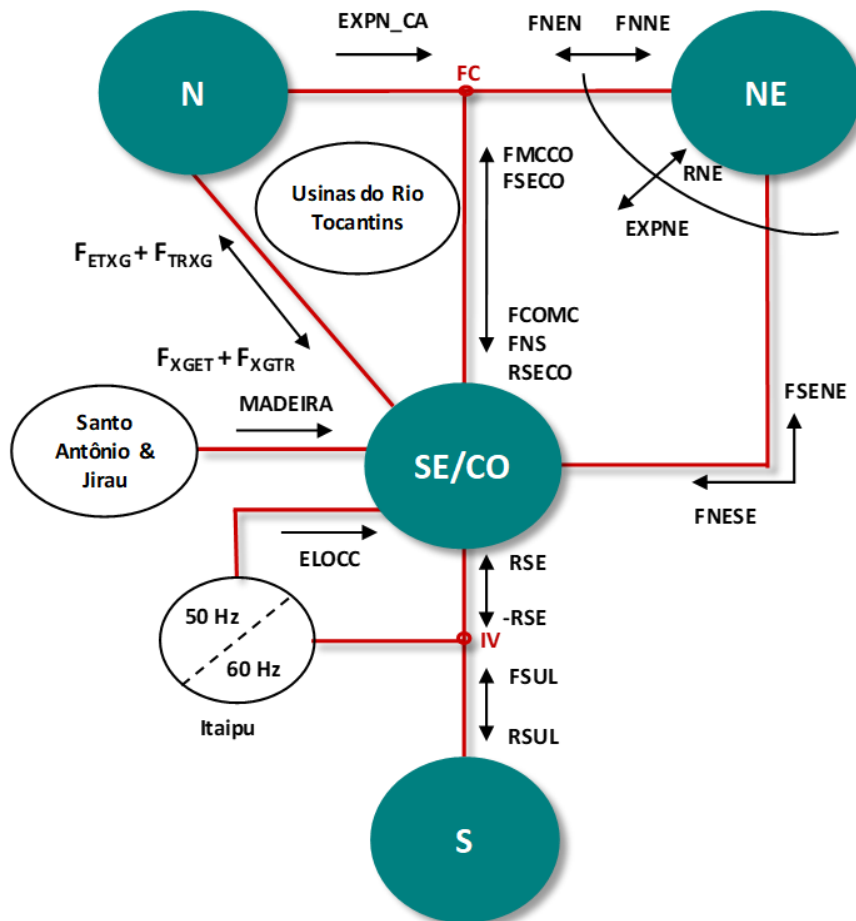 EXPN_CA
FNEN
FNNE
N
FC
NE
FMCCO
FSECO
RNE
EXPNE
Usinas do Rio
Tocantins
FETXG + FTRXG
FXGET + FXGTR
FCOMC
FNS
RSECO
MADEIRA
Santo
Antônio &
Jirau
SE/CO
FSENE
FNESE
ELOCC
RSE
-RSE
50 Hz
60 Hz
IV
Itaipu
FSUL
RSUL
S